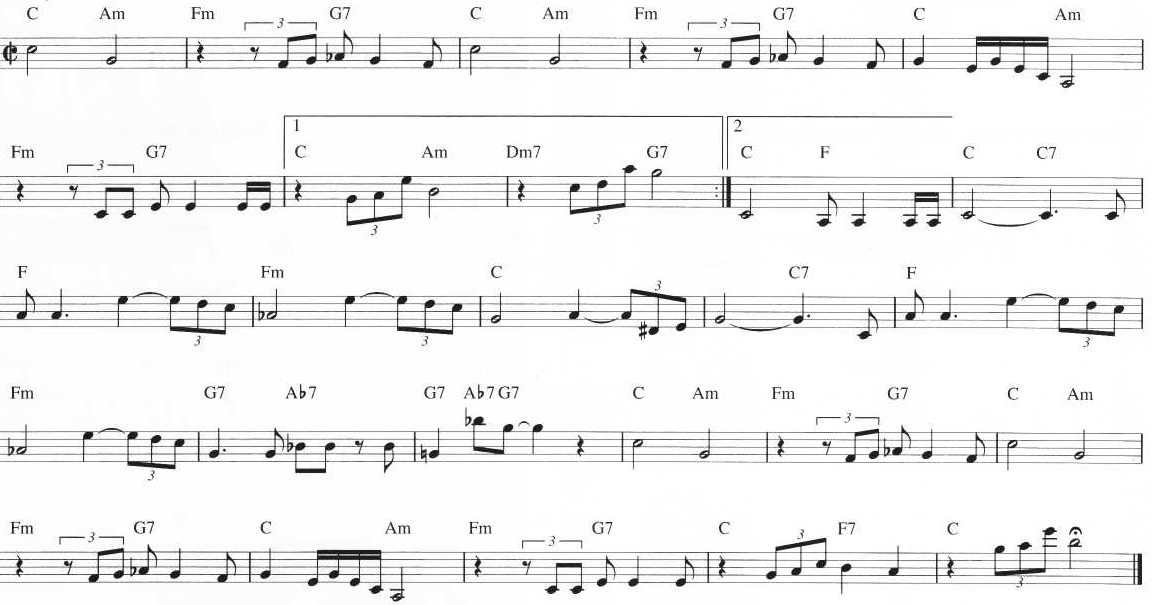 C Am Fm 3 G7 C Am Fm 3 G7 C Am
1 2
Fm 3 G7 C 3 Am Dm7 3 G7 C F C C7
F 3 Fm 3 C 3 C7 F 3
Fm 3 G7 A♭7 G7 A♭7 G7 C Am Fm 3 G7 C Am
Fm 3 G7 C Am Fm 3 G7 C 3 F7 C 3